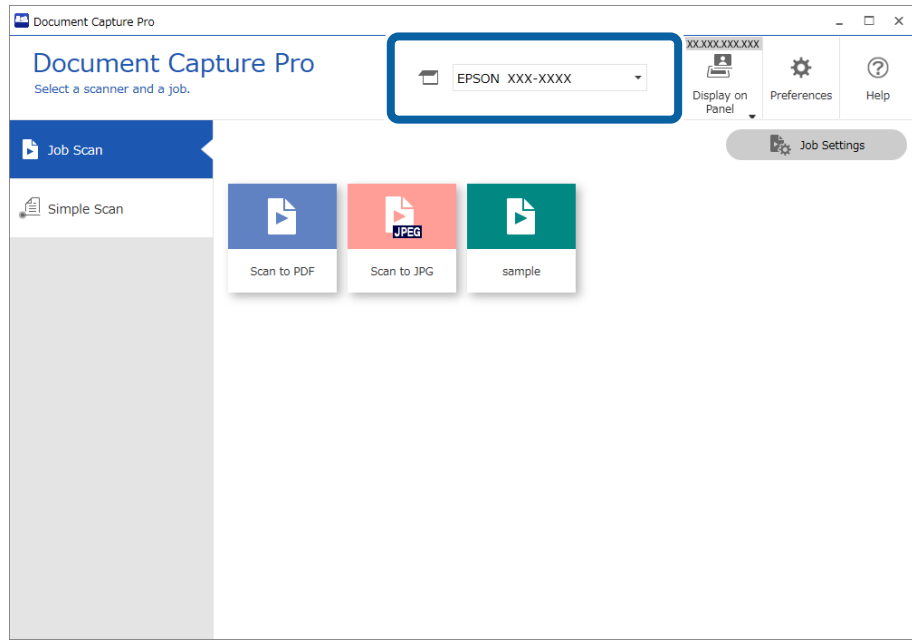 Document Capture Pro
Document Capture Pro
Select a scanner and a job.
EPSON XXX-XXXX
XX.XXX.XXX.XXX
Display on
Panel
Preferences
Help
Job Scan
Job Settings
Simple Scan
JPEG
Scan to PDF
Scan to JPG
sample